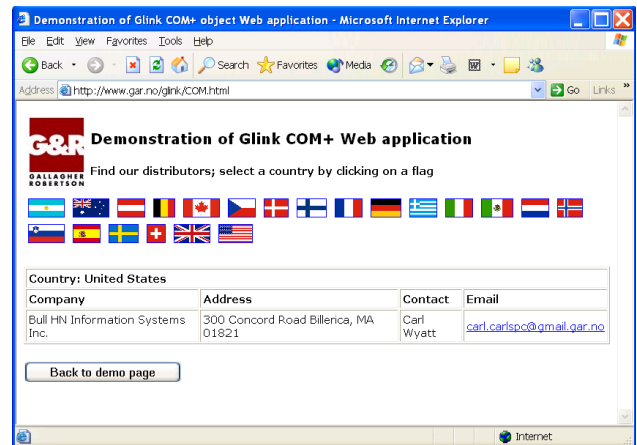 Demonstration of Glink COM+ object Web application - Microsoft Internet Explorer
File Edit View Favorites Tools Help
Back Search Favorites Media
Address http://www.gar.no/glink/COM.html Go Links »
G&R
GALLAGHER
ROBERTSON
Demonstration of Glink COM+ Web application
Find our distributors; select a country by clicking on a flag
Country: United States
Company Address Contact Email
Bull HN Information Systems Inc. 300 Concord Road Billerica, MA 01821 Carl Wyatt carl.carlspc@gmail.gar.no
Back to demo page
Internet